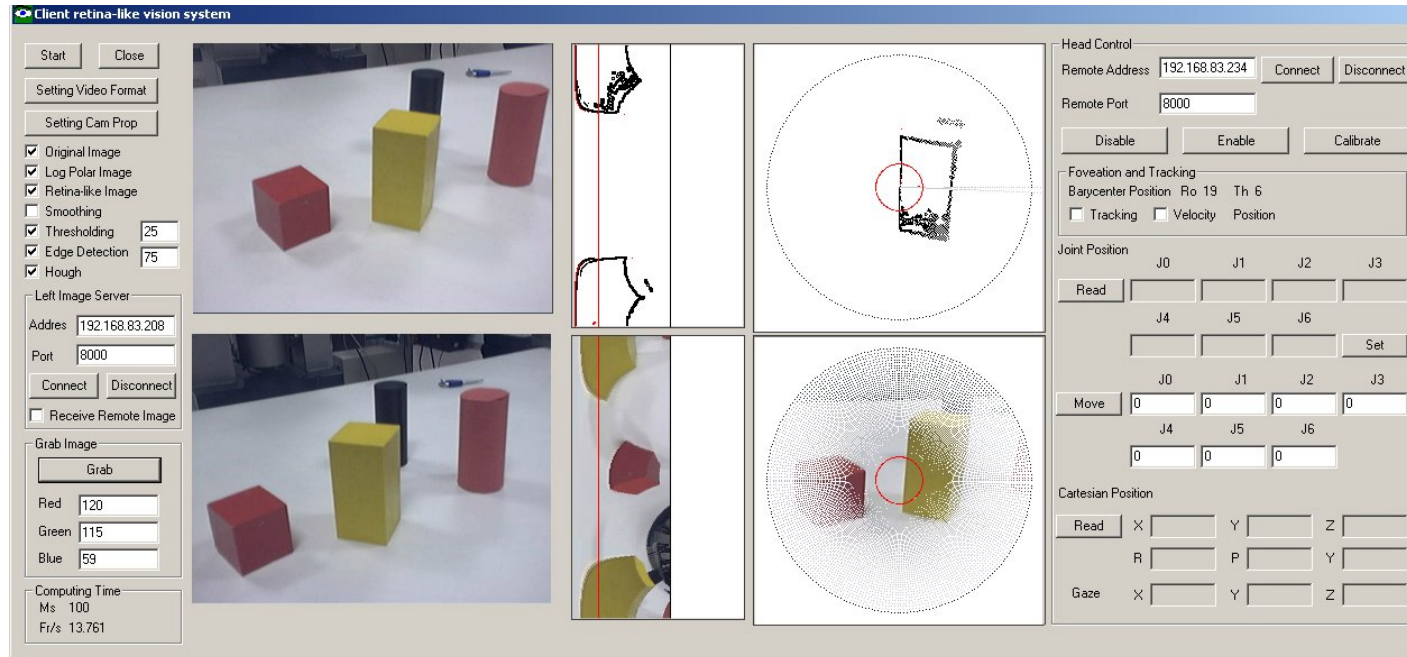 Client retina-like vision system
Start Close
Setting Video Format
Setting Cam Prop
Original Image
Log Polar Image
Retina-like Image
Smoothing
Thresholding 25
Edge Detection 75
Hough
Left Image Server
Addres 192.168.83.208
Port 8000
Connect Disconnect
Receive Remote Image
Grab Image
Grab
Red 120
Green 115
Blue 59
Computing Time
Ms 100
Fr/s 13.761
Head Control
Remote Address 192.168.83.234 Connect Disconnect
Remote Port 8000
Disable Enable Calibrate
Foveation and Tracking
Barycenter Position Ro 19 Th 6
Tracking Velocity Position
Joint Position
J0 J1 J2 J3
Read
J4 J5 J6
Set
J0 J1 J2 J3
Move 0 0 0 0
J4 J5 J6
0 0 0
Cartesian Position
Read X Y Z
R P Y
Gaze X Y Z